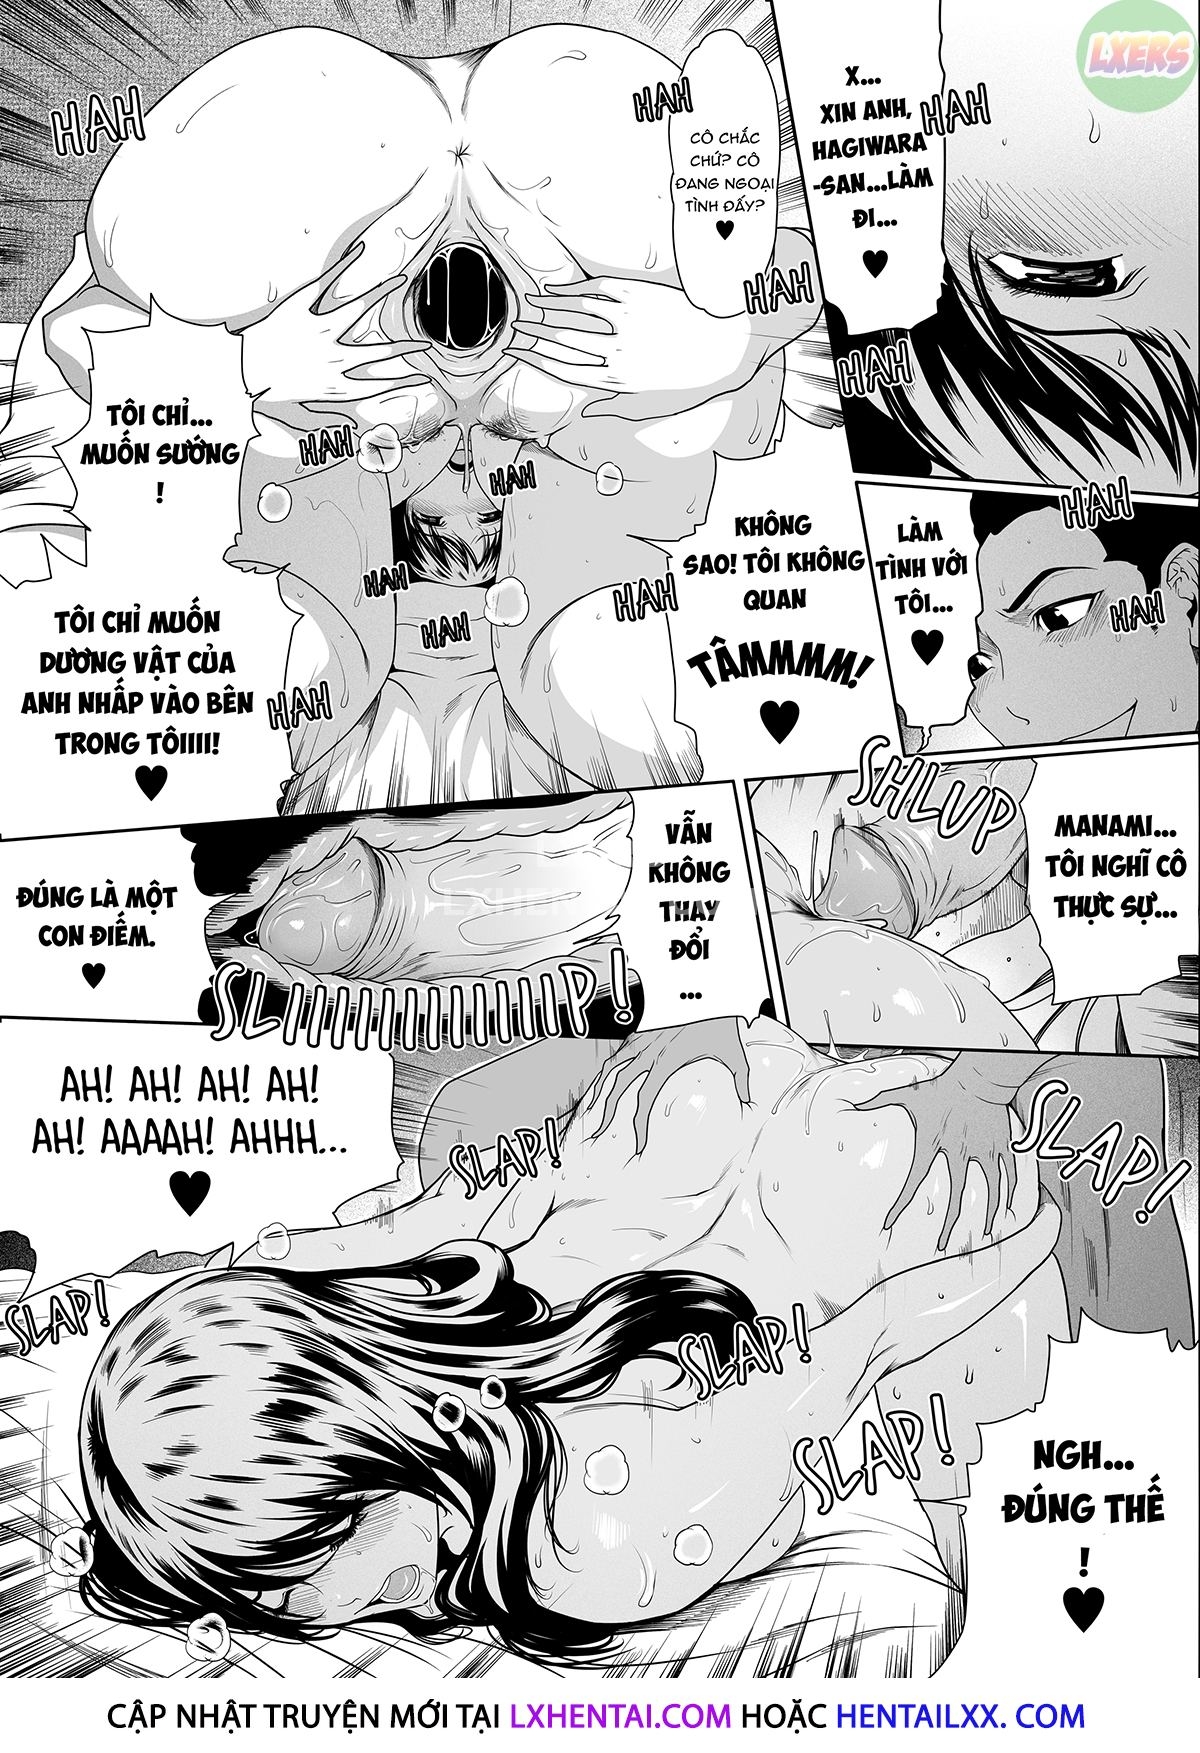 LXERS
X...
XIN ANH,
HAGIWARA
-SAN...LÀM
ĐI...
HAH
HAH
HAH
CÔ CHẮC
CHỨ? CÔ
ĐANG NGOẠI
TÌNH ĐẤY?
HAH
HAH
HAH
TÔI CHỈ...
MUỐN SƯỚNG
!
HAH
HAH
KHÔNG
SAO! TÔI KHÔNG
QUAN
TÂMMMM!
HAH
HAH
HAH
HAH
TÔI CHỈ MUỐN
DƯƠNG VẬT CỦA
ANH NHẤP VÀO BÊN
TRONG TÔIIII!
HAH
LÀM
TÌNH VỚI
TÔI...
HAH
SHLUP
MANAMI...
TÔI NGHĨ CÔ
THỰC SỰ...
VẪN
KHÔNG
THAY
ĐỔI
...
LXHENTAI
SLIIIIIIIIIIIIIIIP!
ĐÚNG LÀ MỘT
CON ĐIẾM.
AH! AH! AH! AH!
AH! AAAAH! AHHH...
SLAP!
SLAP!
SLAP!
SLAP!
SLAP!
NGH...
ĐÚNG THẾ
!
CẬP NHẬT TRUYỆN MỚI TẠI LXHENTAI.COM HOẶC HENTAILXX. COM